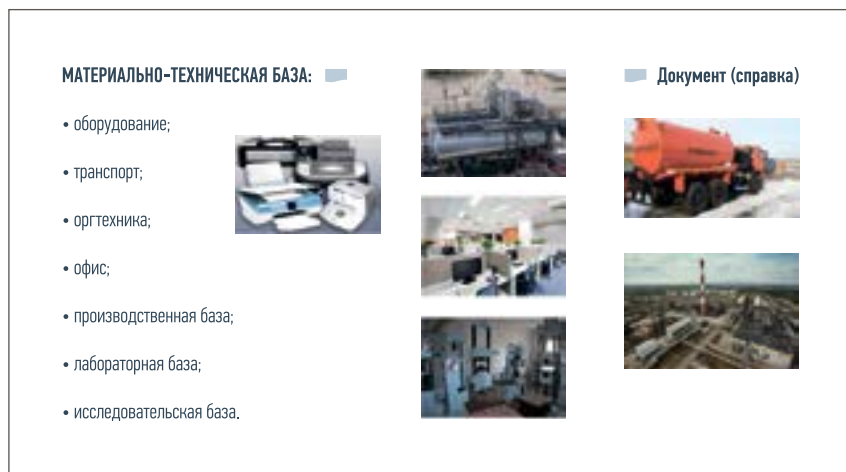 МАТЕРИАЛЬНО-ТЕХНИЧЕСКАЯ БАЗА:
• оборудование;
• транспорт;
• оргтехника;
• офис;
• производственная база;
• лабораторная база;
• исследовательская база.
Документ (справка)